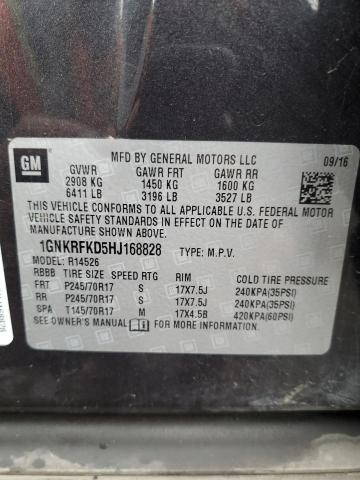 MFD BY GENERAL MOTORS LLC 09/16
GM
GVWR GAWR FRT GAWR RR
2908 KG 1450 KG 1600 KG
6411 LB 3196 LB 3527 LB
THIS VEHICLE CONFORMS TO ALL APPLICABLE U.S. FEDERAL MOTOR
VEHICLE SAFETY STANDARDS IN EFFECT ON THE DATE OF
MANUFACTURE SHOWN ABOVE.
1GNKRFKD5HJ168828 TYPE: M.P.V.
MODEL: R14526
RBBB TIRE SIZE SPEED RTG RIM COLD TIRE PRESSURE
FRT P245/70R17 S 17X7.5J 240KPA(35PSI)
RR P245/70R17 S 17X7.5J 240KPA(35PSI)
SPA T145/70R17 M 17X4.5B 420KPA(60PSI)
SEE OWNER'S MANUAL FOR MORE INFORMATION.